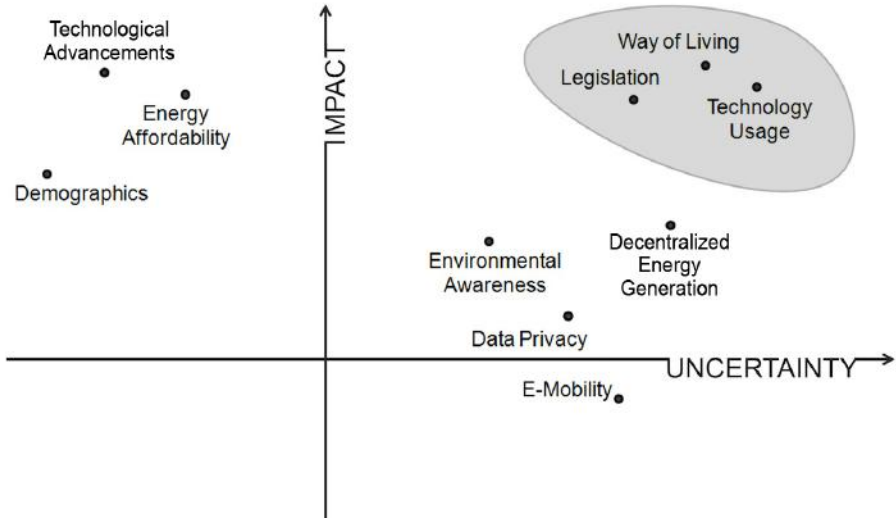 Technological
Advancements
Energy
Affordability
Demographics
IMPACT
Way of Living
Legislation
Technology
Usage
Environmental
Awareness
Decentralized
Energy
Generation
Data Privacy
UNCERTAINTY
E-Mobility